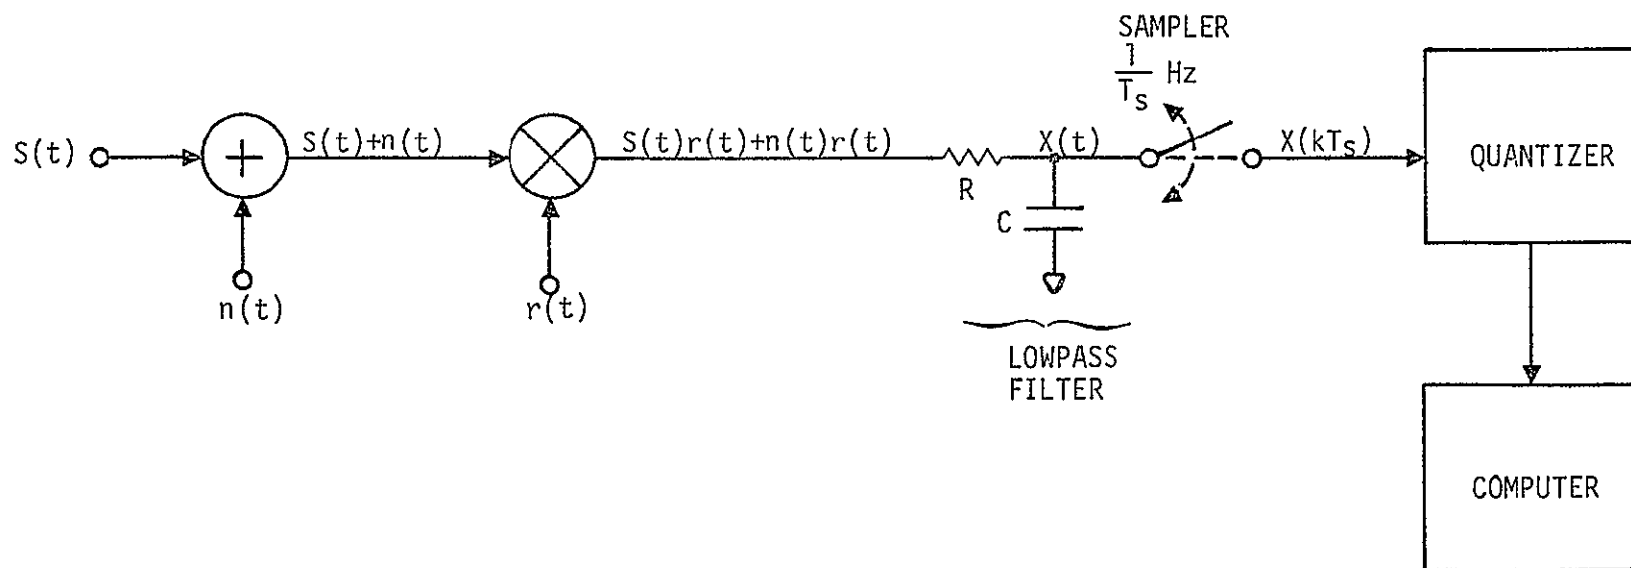 SAMPLER
1
Ts Hz
S(t)
+
S(t)+n(t)
S(t)r(t)+n(t)r(t)
X(t)
X(kTs)
QUANTIZER
R
C
n(t)
r(t)
LOWPASS
FILTER
COMPUTER